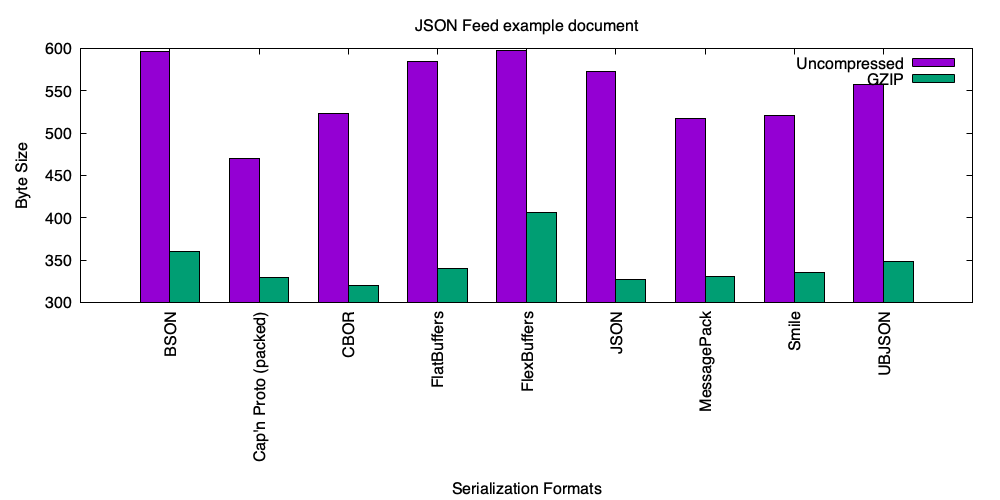 JSON Feed example document
600
550
500
450
400
350
300
Byte Size
Uncompressed
GZIP
BSON
Cap'n Proto (packed)
CBOR
FlatBuffers
FlexBuffers
JSON
MessagePack
Smile
UBJSON
Serialization Formats